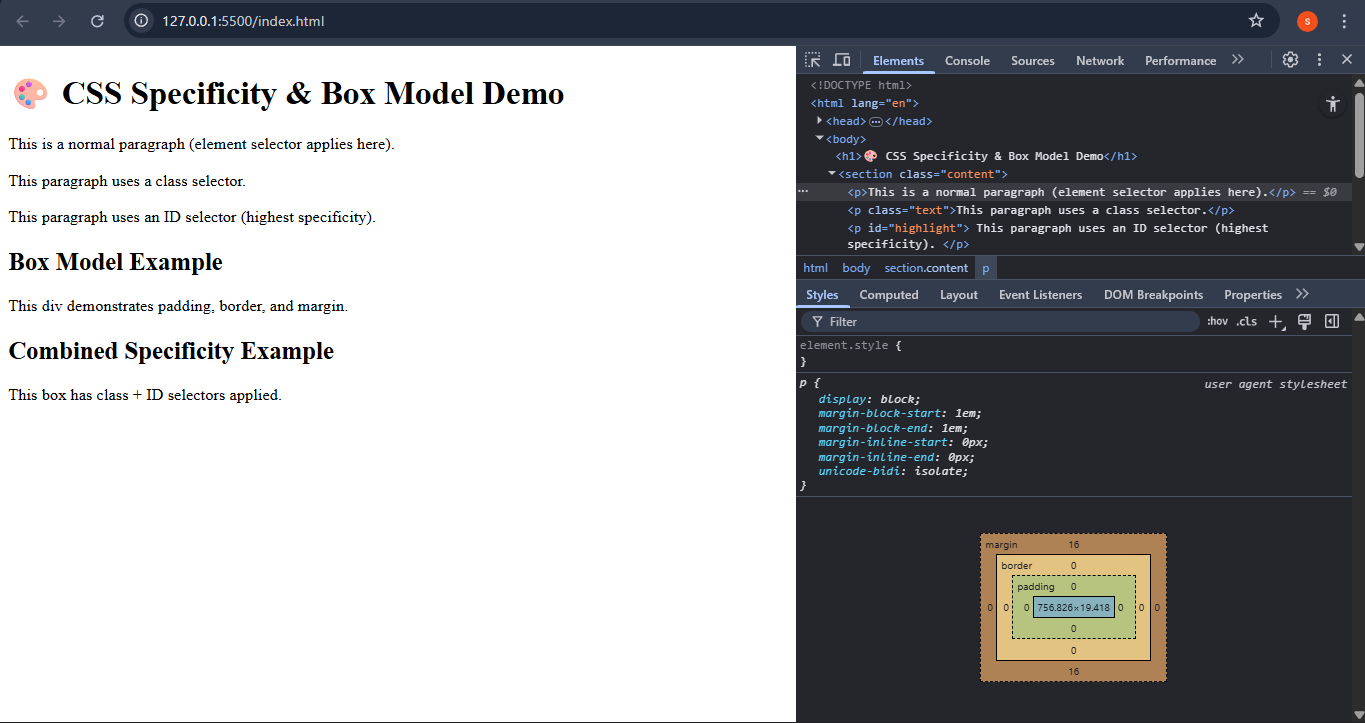 127.0.0.1:5500/index.html
S
🎨 CSS Specificity & Box Model Demo
This is a normal paragraph (element selector applies here).
This paragraph uses a class selector.
This paragraph uses an ID selector (highest specificity).
Box Model Example
This div demonstrates padding, border, and margin.
Combined Specificity Example
This box has class + ID selectors applied.
Elements Console Sources Network Performance
<!DOCTYPE html>
<html lang="en">
<head>…</head>
<body>
<h1>🎨 CSS Specificity & Box Model Demo</h1>
<section class="content">
<p>This is a normal paragraph (element selector applies here).</p> == $0
<p class="text">This paragraph uses a class selector.</p>
<p id="highlight"> This paragraph uses an ID selector (highest
specificity). </p>
html body section.content p
Styles Computed Layout Event Listeners DOM Breakpoints Properties
Filter :hov .cls
element.style {
}
p { user agent stylesheet
display: block;
margin-block-start: 1em;
margin-block-end: 1em;
margin-inline-start: 0px;
margin-inline-end: 0px;
unicode-bidi: isolate;
}
margin 16
border 0
padding 0
0 0 0 756.826×19.418 0 0 0
0
0
16